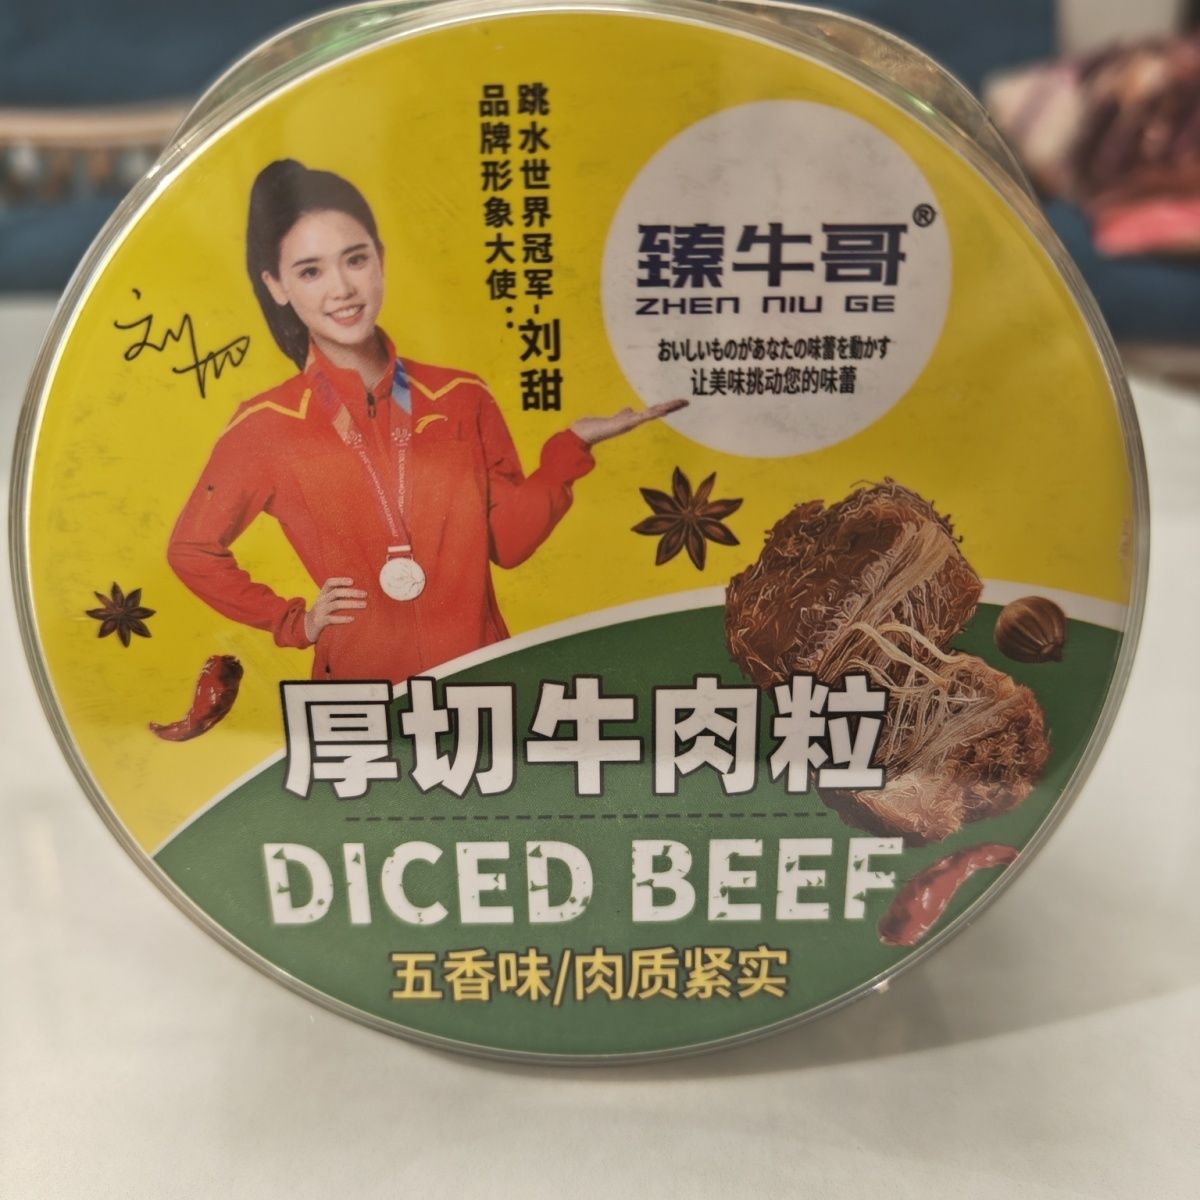 跳水世界冠军-刘甜
品牌形象大使：
臻牛哥®
ZHEN NIU GE
おいしいものがあなたの味蕾を動かす
让美味挑动您的味蕾
厚切牛肉粒
DICED BEEF
五香味/肉质紧实